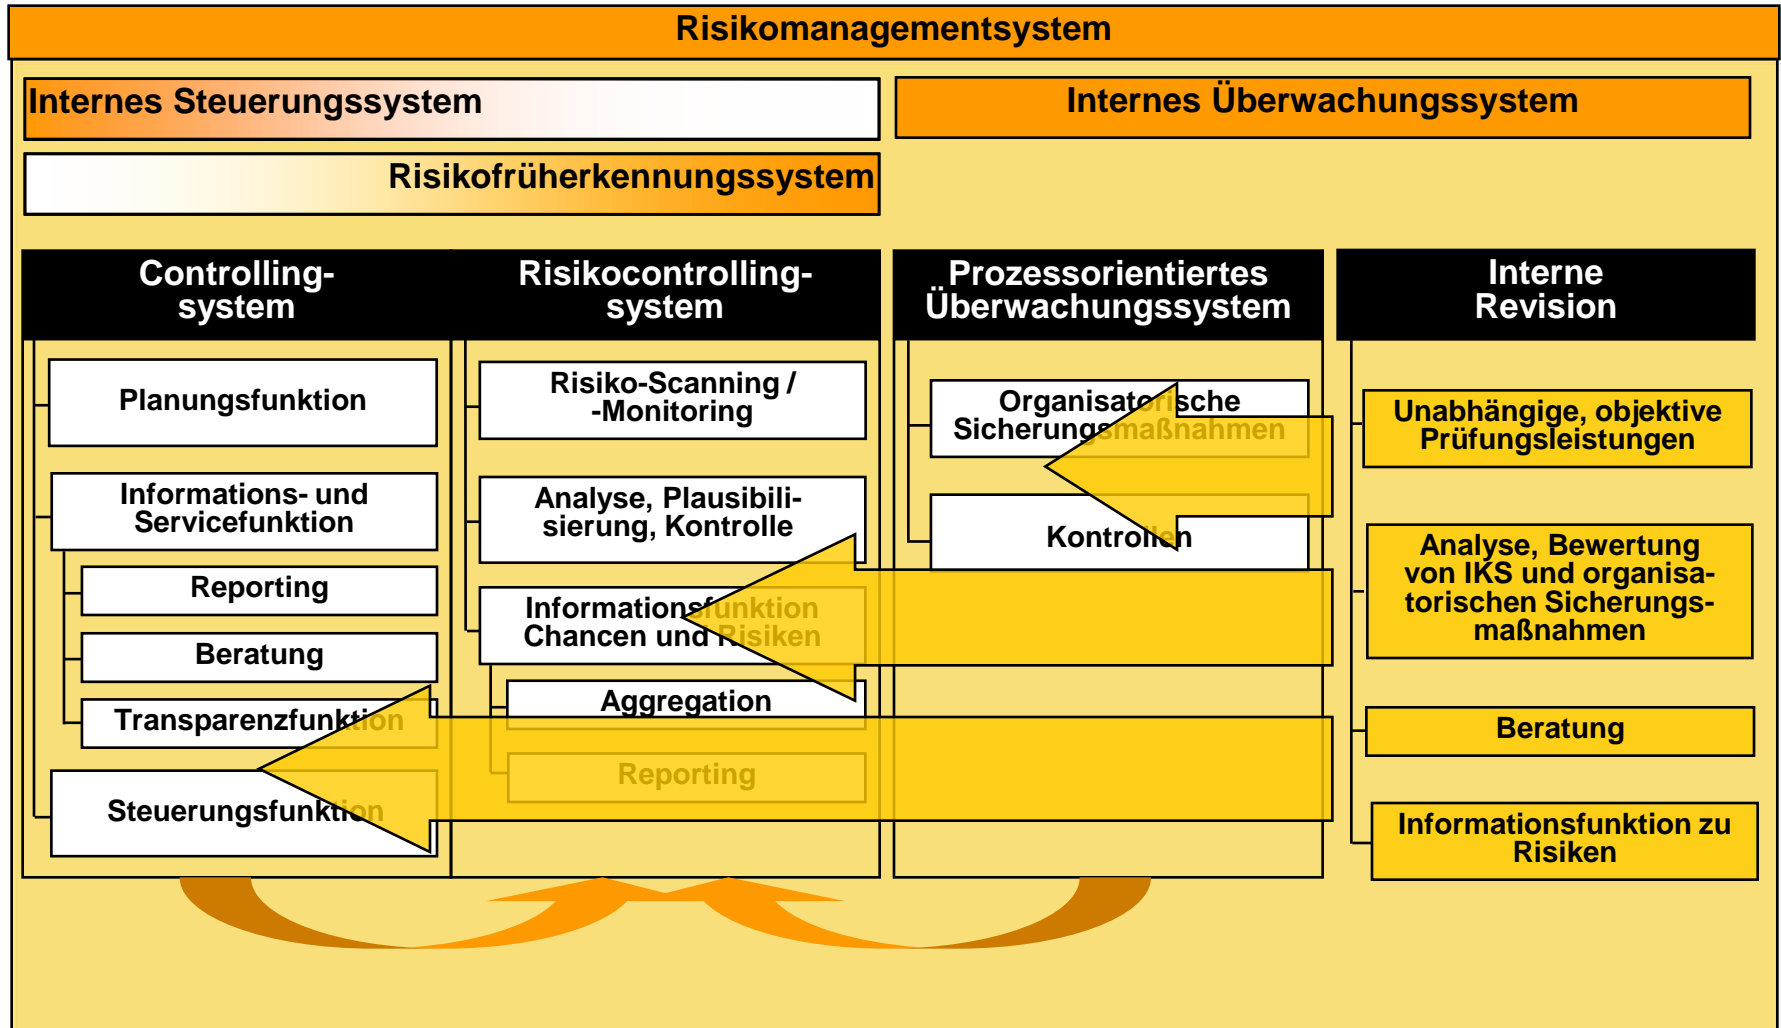 Risikomanagementsystem
Internes Steuerungssystem
Internes Überwachungssystem
Risikofrüherkennungssystem
Controlling-
system
Planungsfunktion
Informations- und
Servicefunktion
Reporting
Beratung
Transparenzfunktion
Steuerungsfunktion
Risikocontrolling-
system
Risiko-Scanning /
-Monitoring
Analyse, Plausibili-
sierung, Kontrolle
Informationsfunktion
Chancen und Risiken
Aggregation
Reporting
Prozessorientiertes
Überwachungssystem
Organisatorische
Sicherungsmaßnahmen
Kontrollen
Interne
Revision
Unabhängige, objektive
Prüfungsleistungen
Analyse, Bewertung
von IKS und organisa-
torischen Sicherungs-
maßnahmen
Beratung
Informationsfunktion zu
Risiken